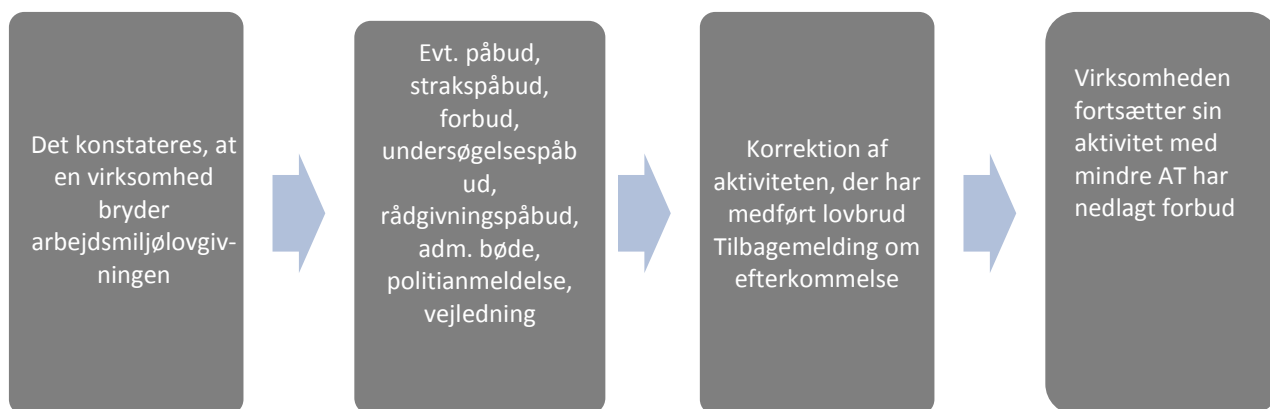 Det konstateres, at
en virksomhed
bryder
arbejdsmiljølovgiv-
ningen
Evt. påbud,
strakspåbud,
forbud,
undersøgelsespåb
ud,
rådgivningspåbud,
adm. bøde,
politianmeldelse,
vejledning
Korrektion af
aktiviteten, der har
medført lovbrud
Tilbagemelding om
efterkommelse
Virksomheden
fortsætter sin
aktivitet med
mindre AT har
nedlagt forbud